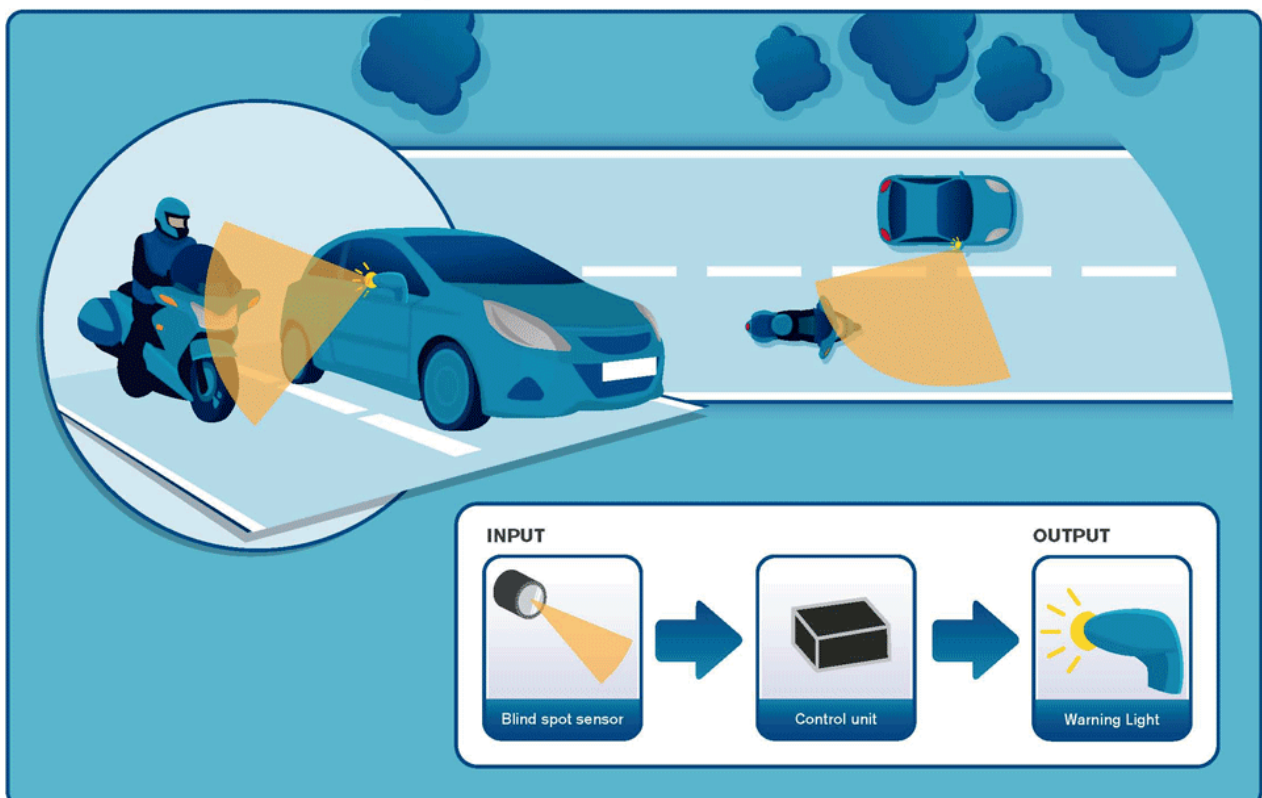 INPUT
OUTPUT
Blind spot sensor
Control unit
Warning Light